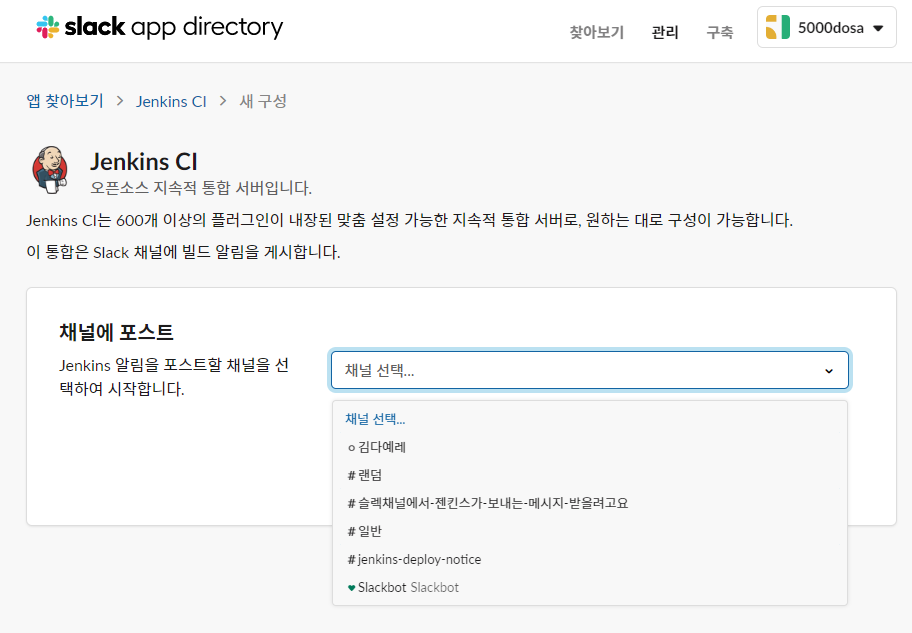 slack app directory
찾아보기 관리 구축 5000dosa
앱 찾아보기 > Jenkins CI > 새 구성
Jenkins CI
오픈소스 지속적 통합 서버입니다.
Jenkins CI는 600개 이상의 플러그인이 내장된 맞춤 설정 가능한 지속적 통합 서버로, 원하는 대로 구성이 가능합니다.
이 통합은 Slack 채널에 빌드 알림을 게시합니다.
채널에 포스트
Jenkins 알림을 포스트할 채널을 선
택하여 시작합니다.
채널 선택...
채널 선택...
김다예레
# 랜덤
# 슬렉채널에서-젠킨스가-보내는-메시지-받을려고요
# 일반
# jenkins-deploy-notice
Slackbot Slackbot